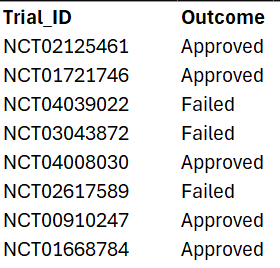 Trial_ID Outcome
NCT02125461 Approved
NCT01721746 Approved
NCT04039022 Failed
NCT03043872 Failed
NCT04008030 Approved
NCT02617589 Failed
NCT00910247 Approved
NCT01668784 Approved